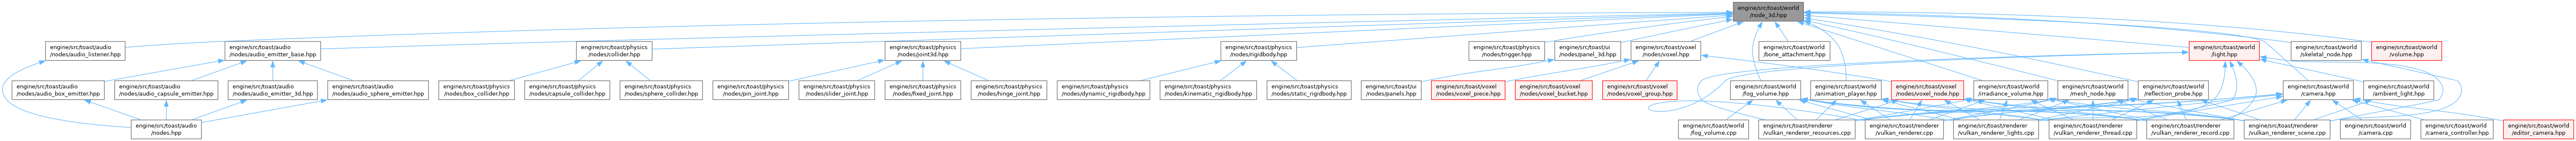 engine/src/toast/world
/node_3d.hpp
engine/src/toast/audio
/nodes/audio_listener.hpp
engine/src/toast/audio
/nodes/audio_emitter_base.hpp
engine/src/toast/physics
/nodes/collider.hpp
engine/src/toast/physics
/nodes/joint3d.hpp
engine/src/toast/physics
/nodes/rigidbody.hpp
engine/src/toast/physics
/nodes/trigger.hpp
engine/src/toast/ui
/nodes/panel_3d.hpp
engine/src/toast/voxel
/nodes/voxel.hpp
engine/src/toast/world
/bone_attachment.hpp
engine/src/toast/world
/light.hpp
engine/src/toast/world
/skeletal_node.hpp
engine/src/toast/world
/volume.hpp
engine/src/toast/audio
/nodes/audio_box_emitter.hpp
engine/src/toast/audio
/nodes/audio_capsule_emitter.hpp
engine/src/toast/audio
/nodes/audio_emitter_3d.hpp
engine/src/toast/audio
/nodes/audio_sphere_emitter.hpp
engine/src/toast/physics
/nodes/box_collider.hpp
engine/src/toast/physics
/nodes/capsule_collider.hpp
engine/src/toast/physics
/nodes/sphere_collider.hpp
engine/src/toast/physics
/nodes/pin_joint.hpp
engine/src/toast/physics
/nodes/slider_joint.hpp
engine/src/toast/physics
/nodes/fixed_joint.hpp
engine/src/toast/physics
/nodes/hinge_joint.hpp
engine/src/toast/physics
/nodes/dynamic_rigidbody.hpp
engine/src/toast/physics
/nodes/kinematic_rigidbody.hpp
engine/src/toast/physics
/nodes/static_rigidbody.hpp
engine/src/toast/ui
/nodes/panels.hpp
engine/src/toast/voxel
/nodes/voxel_piece.hpp
engine/src/toast/voxel
/nodes/voxel_bucket.hpp
engine/src/toast/voxel
/nodes/voxel_group.hpp
engine/src/toast/world
/fog_volume.hpp
engine/src/toast/world
/animation_player.hpp
engine/src/toast/voxel
/nodes/voxel_node.hpp
engine/src/toast/world
/irradiance_volume.hpp
engine/src/toast/world
/mesh_node.hpp
engine/src/toast/world
/reflection_probe.hpp
engine/src/toast/world
/camera.hpp
engine/src/toast/world
/ambient_light.hpp
engine/src/toast/audio
/nodes.hpp
engine/src/toast/world
/fog_volume.cpp
engine/src/toast/renderer
/vulkan_renderer_resources.cpp
engine/src/toast/renderer
/vulkan_renderer.cpp
engine/src/toast/renderer
/vulkan_renderer_lights.cpp
engine/src/toast/renderer
/vulkan_renderer_thread.cpp
engine/src/toast/renderer
/vulkan_renderer_record.cpp
engine/src/toast/renderer
/vulkan_renderer_scene.cpp
engine/src/toast/world
/camera.cpp
engine/src/toast/world
/camera_controller.hpp
engine/src/toast/world
/editor_camera.hpp